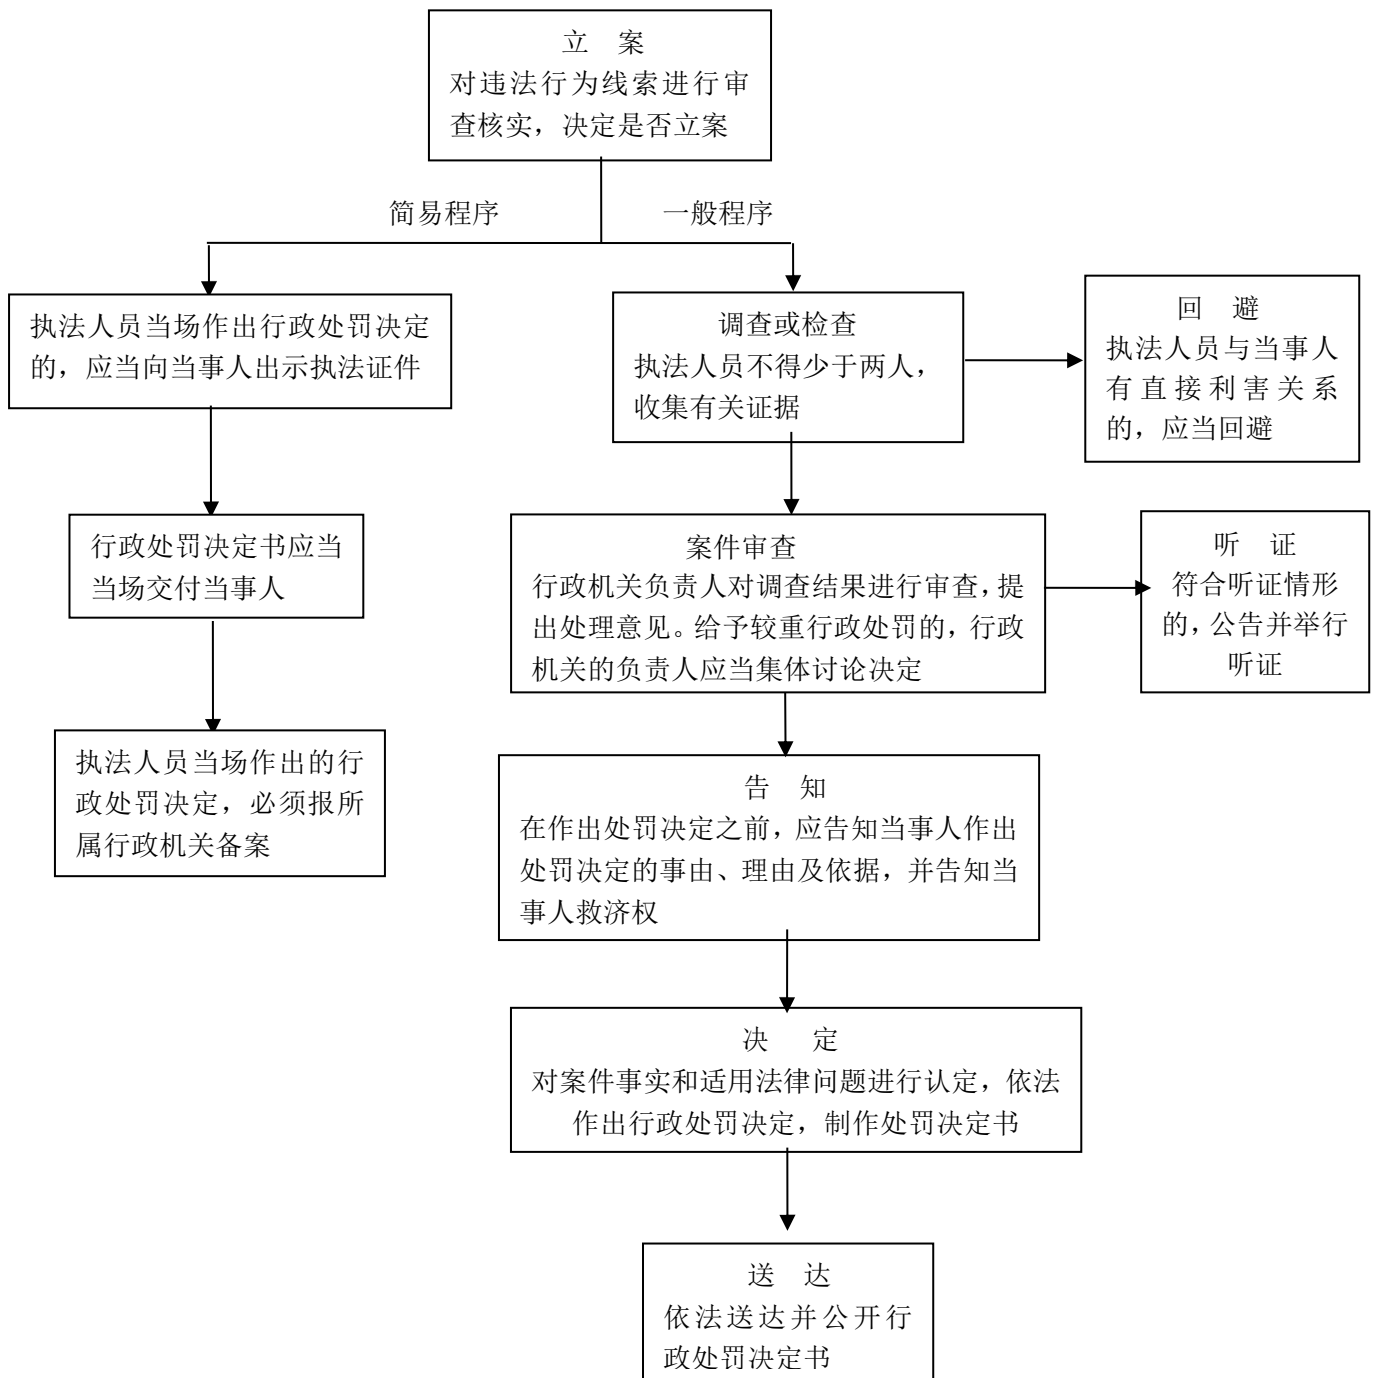 立 案
对违法行为线索进行审
查核实，决定是否立案
简易程序
一般程序
执法人员当场作出行政处罚决定
的，应当向当事人出示执法证件
调查或检查
执法人员不得少于两人，
收集有关证据
回 避
执法人员与当事人
有直接利害关系
的，应当回避
行政处罚决定书应当
当场交付当事人
案件审查
行政机关负责人对调查结果进行审查，提
出处理意见。给予较重行政处罚的，行政
机关的负责人应当集体讨论决定
听 证
符合听证情形
的，公告并举行
听证
执法人员当场作出的行
政处罚决定，必须报所
属行政机关备案
告 知
在作出处罚决定之前，应告知当事人作出
处罚决定的事由、理由及依据，并告知当
事人救济权
决 定
对案件事实和适用法律问题进行认定，依法
作出行政处罚决定，制作处罚决定书
送 达
依法送达并公开行
政处罚决定书